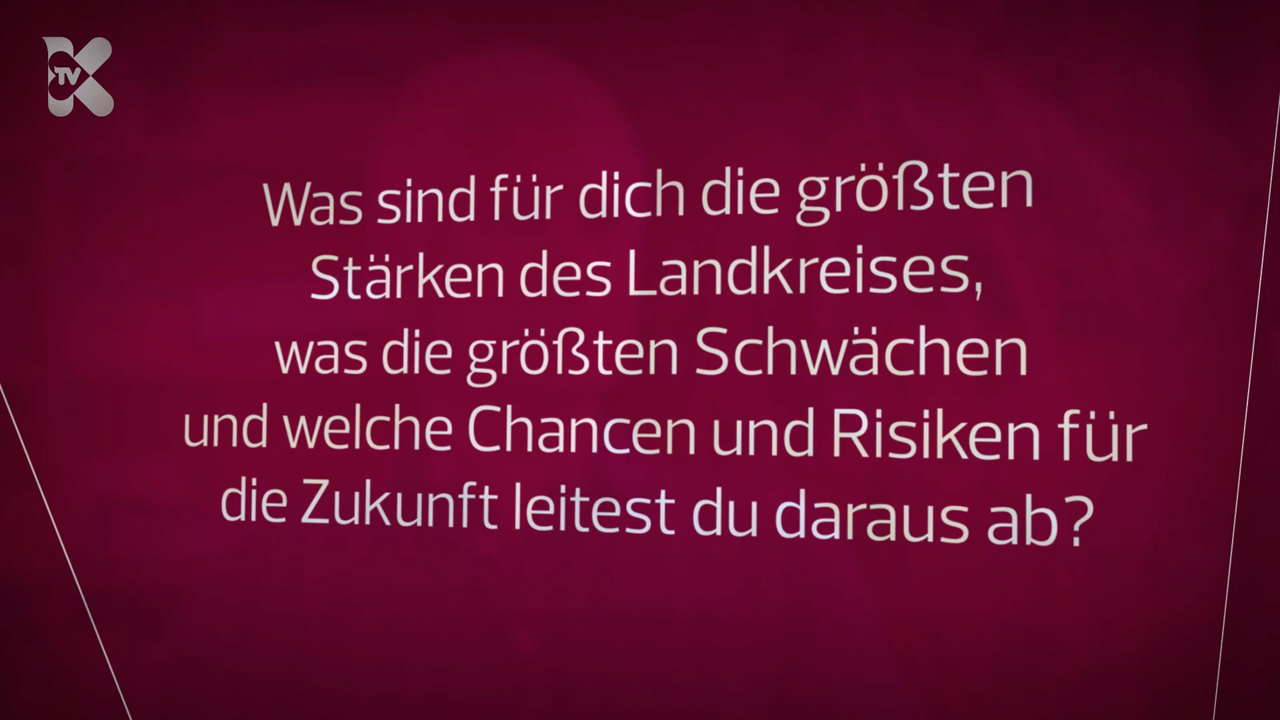 K
TV
Was sind für dich die größten
Stärken des Landkreises,
was die größten Schwächen
und welche Chancen und Risiken für
die Zukunft leitest du daraus ab?